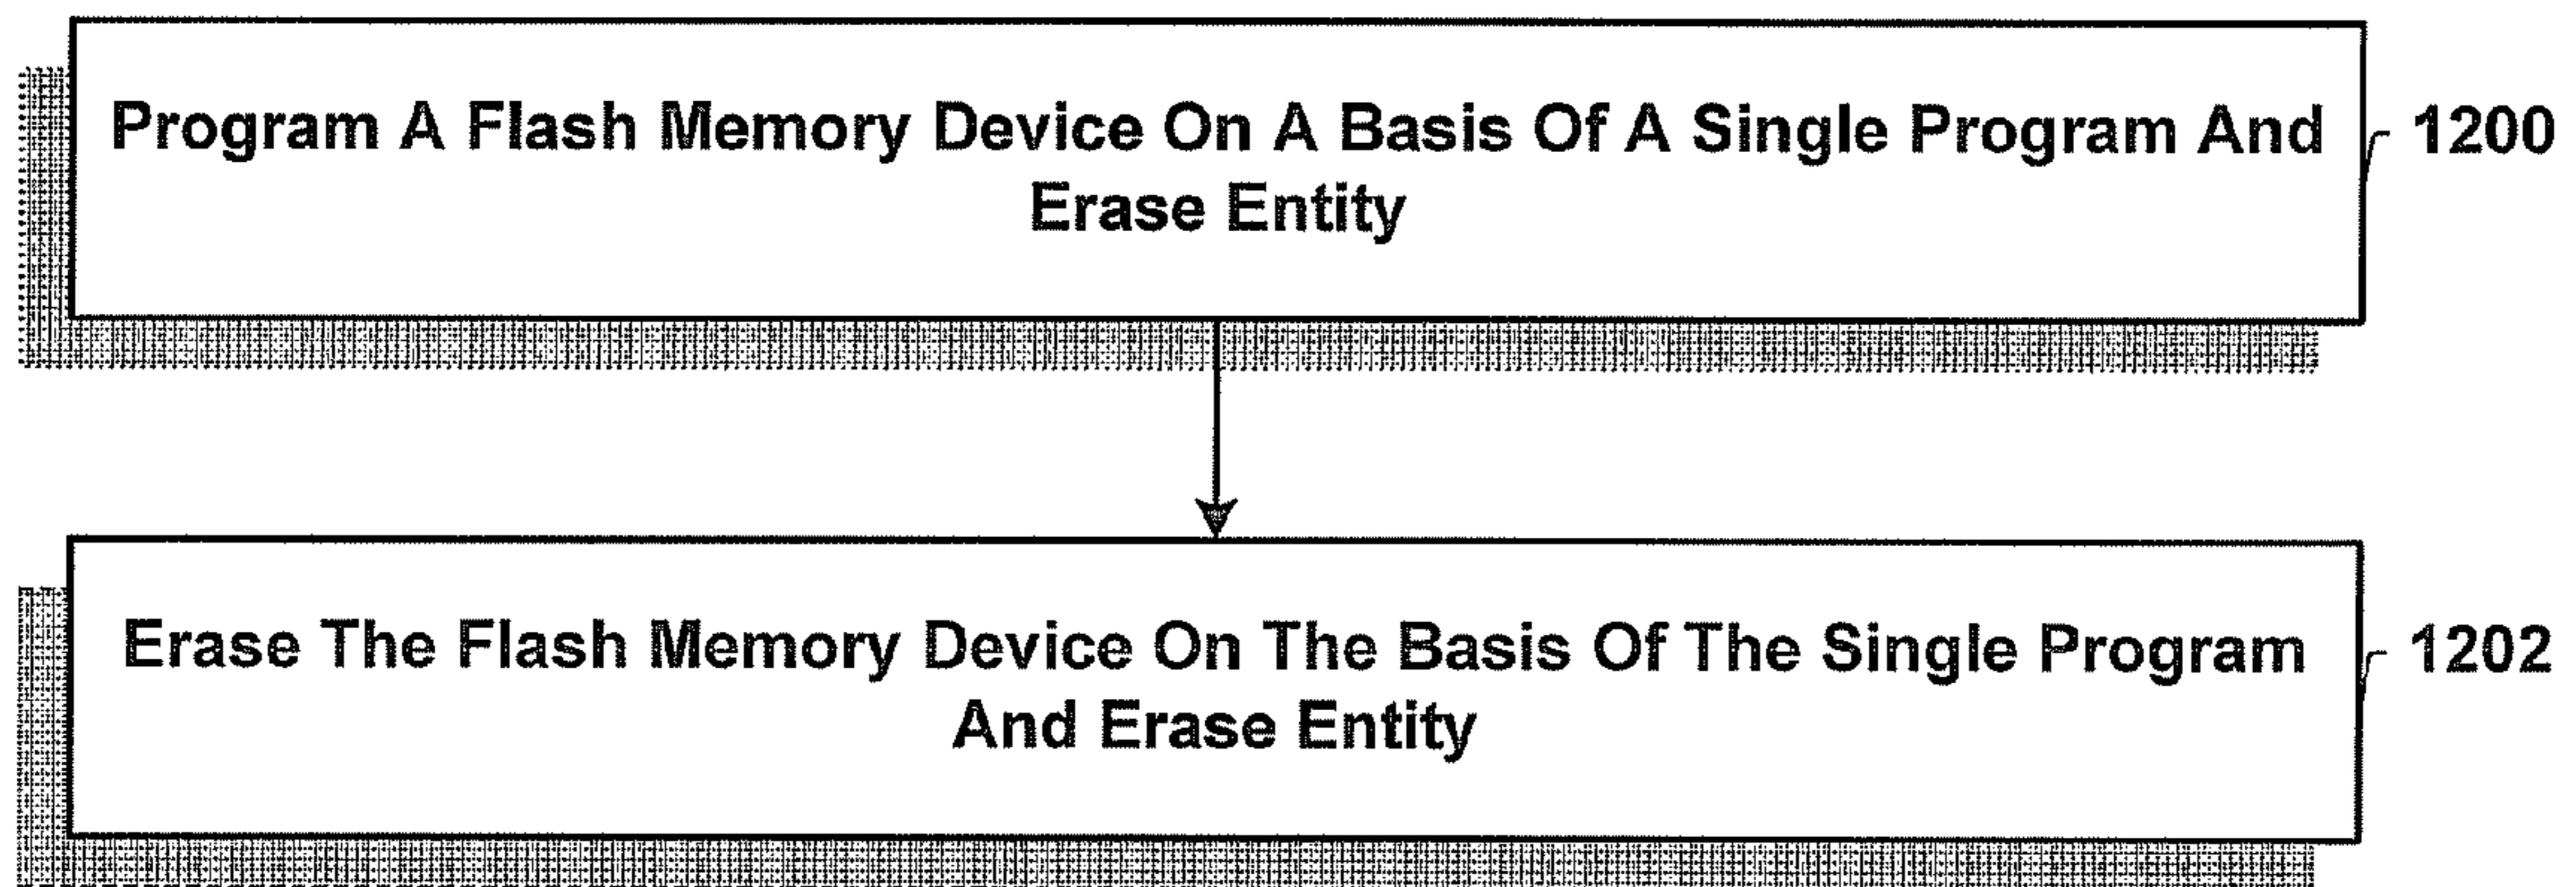 Program A Flash Memory Device On A Basis Of A Single Program And
Erase Entity
1200
Erase The Flash Memory Device On The Basis Of The Single Program
And Erase Entity
1202